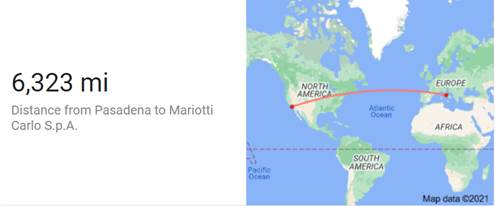 6,323 mi
Distance from Pasadena to Mariotti
Carlo S.p.A.
NORTH
AMERICA
EUROPE
Atlantic
Ocean
AFRICA
SOUTH
AMERICA
Pacific
Ocean
Map data ©2021